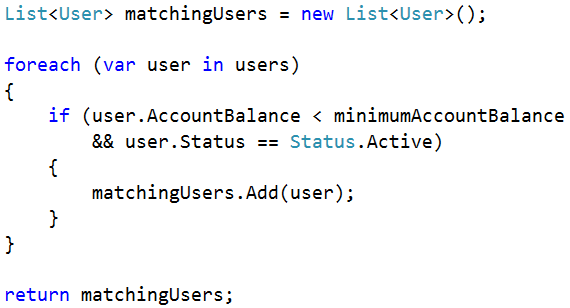 List<User> matchingUsers = new List<User>();

foreach (var user in users)
{
    if (user.AccountBalance < minimumAccountBalance
        && user.Status == Status.Active)
    {
        matchingUsers.Add(user);
    }
}

return matchingUsers;